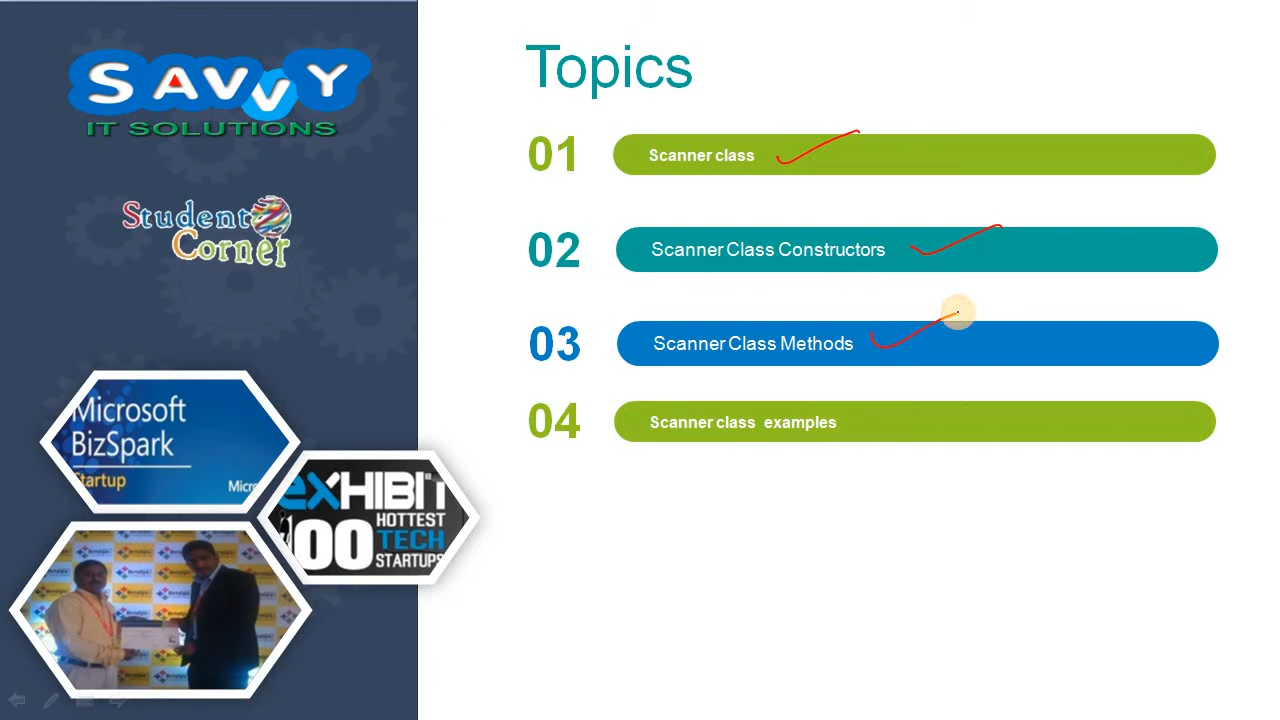 SAVVY
IT SOLUTIONS
Student
Corner
Topics
01 Scanner class
02 Scanner Class Constructors
03 Scanner Class Methods
04 Scanner class examples
Microsoft
BizSpark
Startup
Micr
EXHIBIT
100
HOTTEST
TECH
STARTUPS